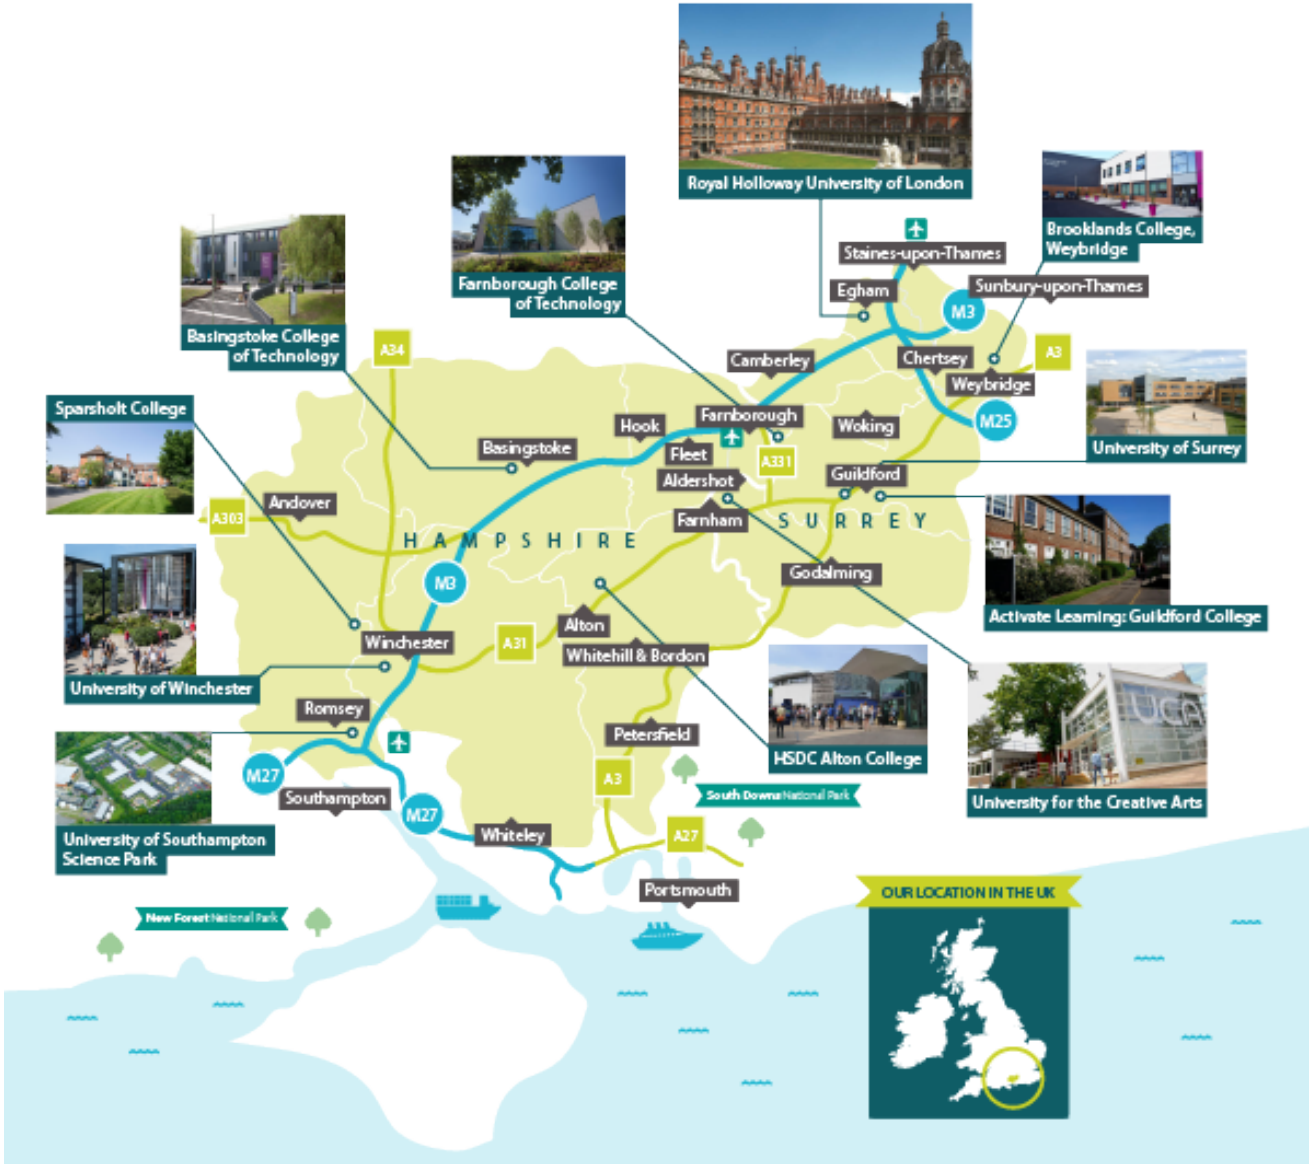 Royal Holloway University of London
Brooklands College,
Weybridge
Farnborough College
of Technology
Basingstoke College
of Technology
Sparsholt College
Staines-upon-Thames
Egham
Sunbury-upon-Thames
M3
A34
Camberley
Chertsey
A3
Weybridge
Farnborough
Woking
M25
University of Surrey
Hook
Basingstoke
Fleet
A331
Guildford
Aldershot
Andover
A303
Farnham
SURREY
HAMPSHIRE
M3
Godalming
Activate Learning: Guildford College
Alton
A31
Winchester
Whitehill & Bordon
University of Winchester
Romsey
Petersfield
HSDC Alton College
UCA
University for the Creative Arts
M27
A3
Southampton
South Downs National Park
M27
Whiteley
A27
University of Southampton
Science Park
Portsmouth
New Forest National Park
OUR LOCATION IN THE UK